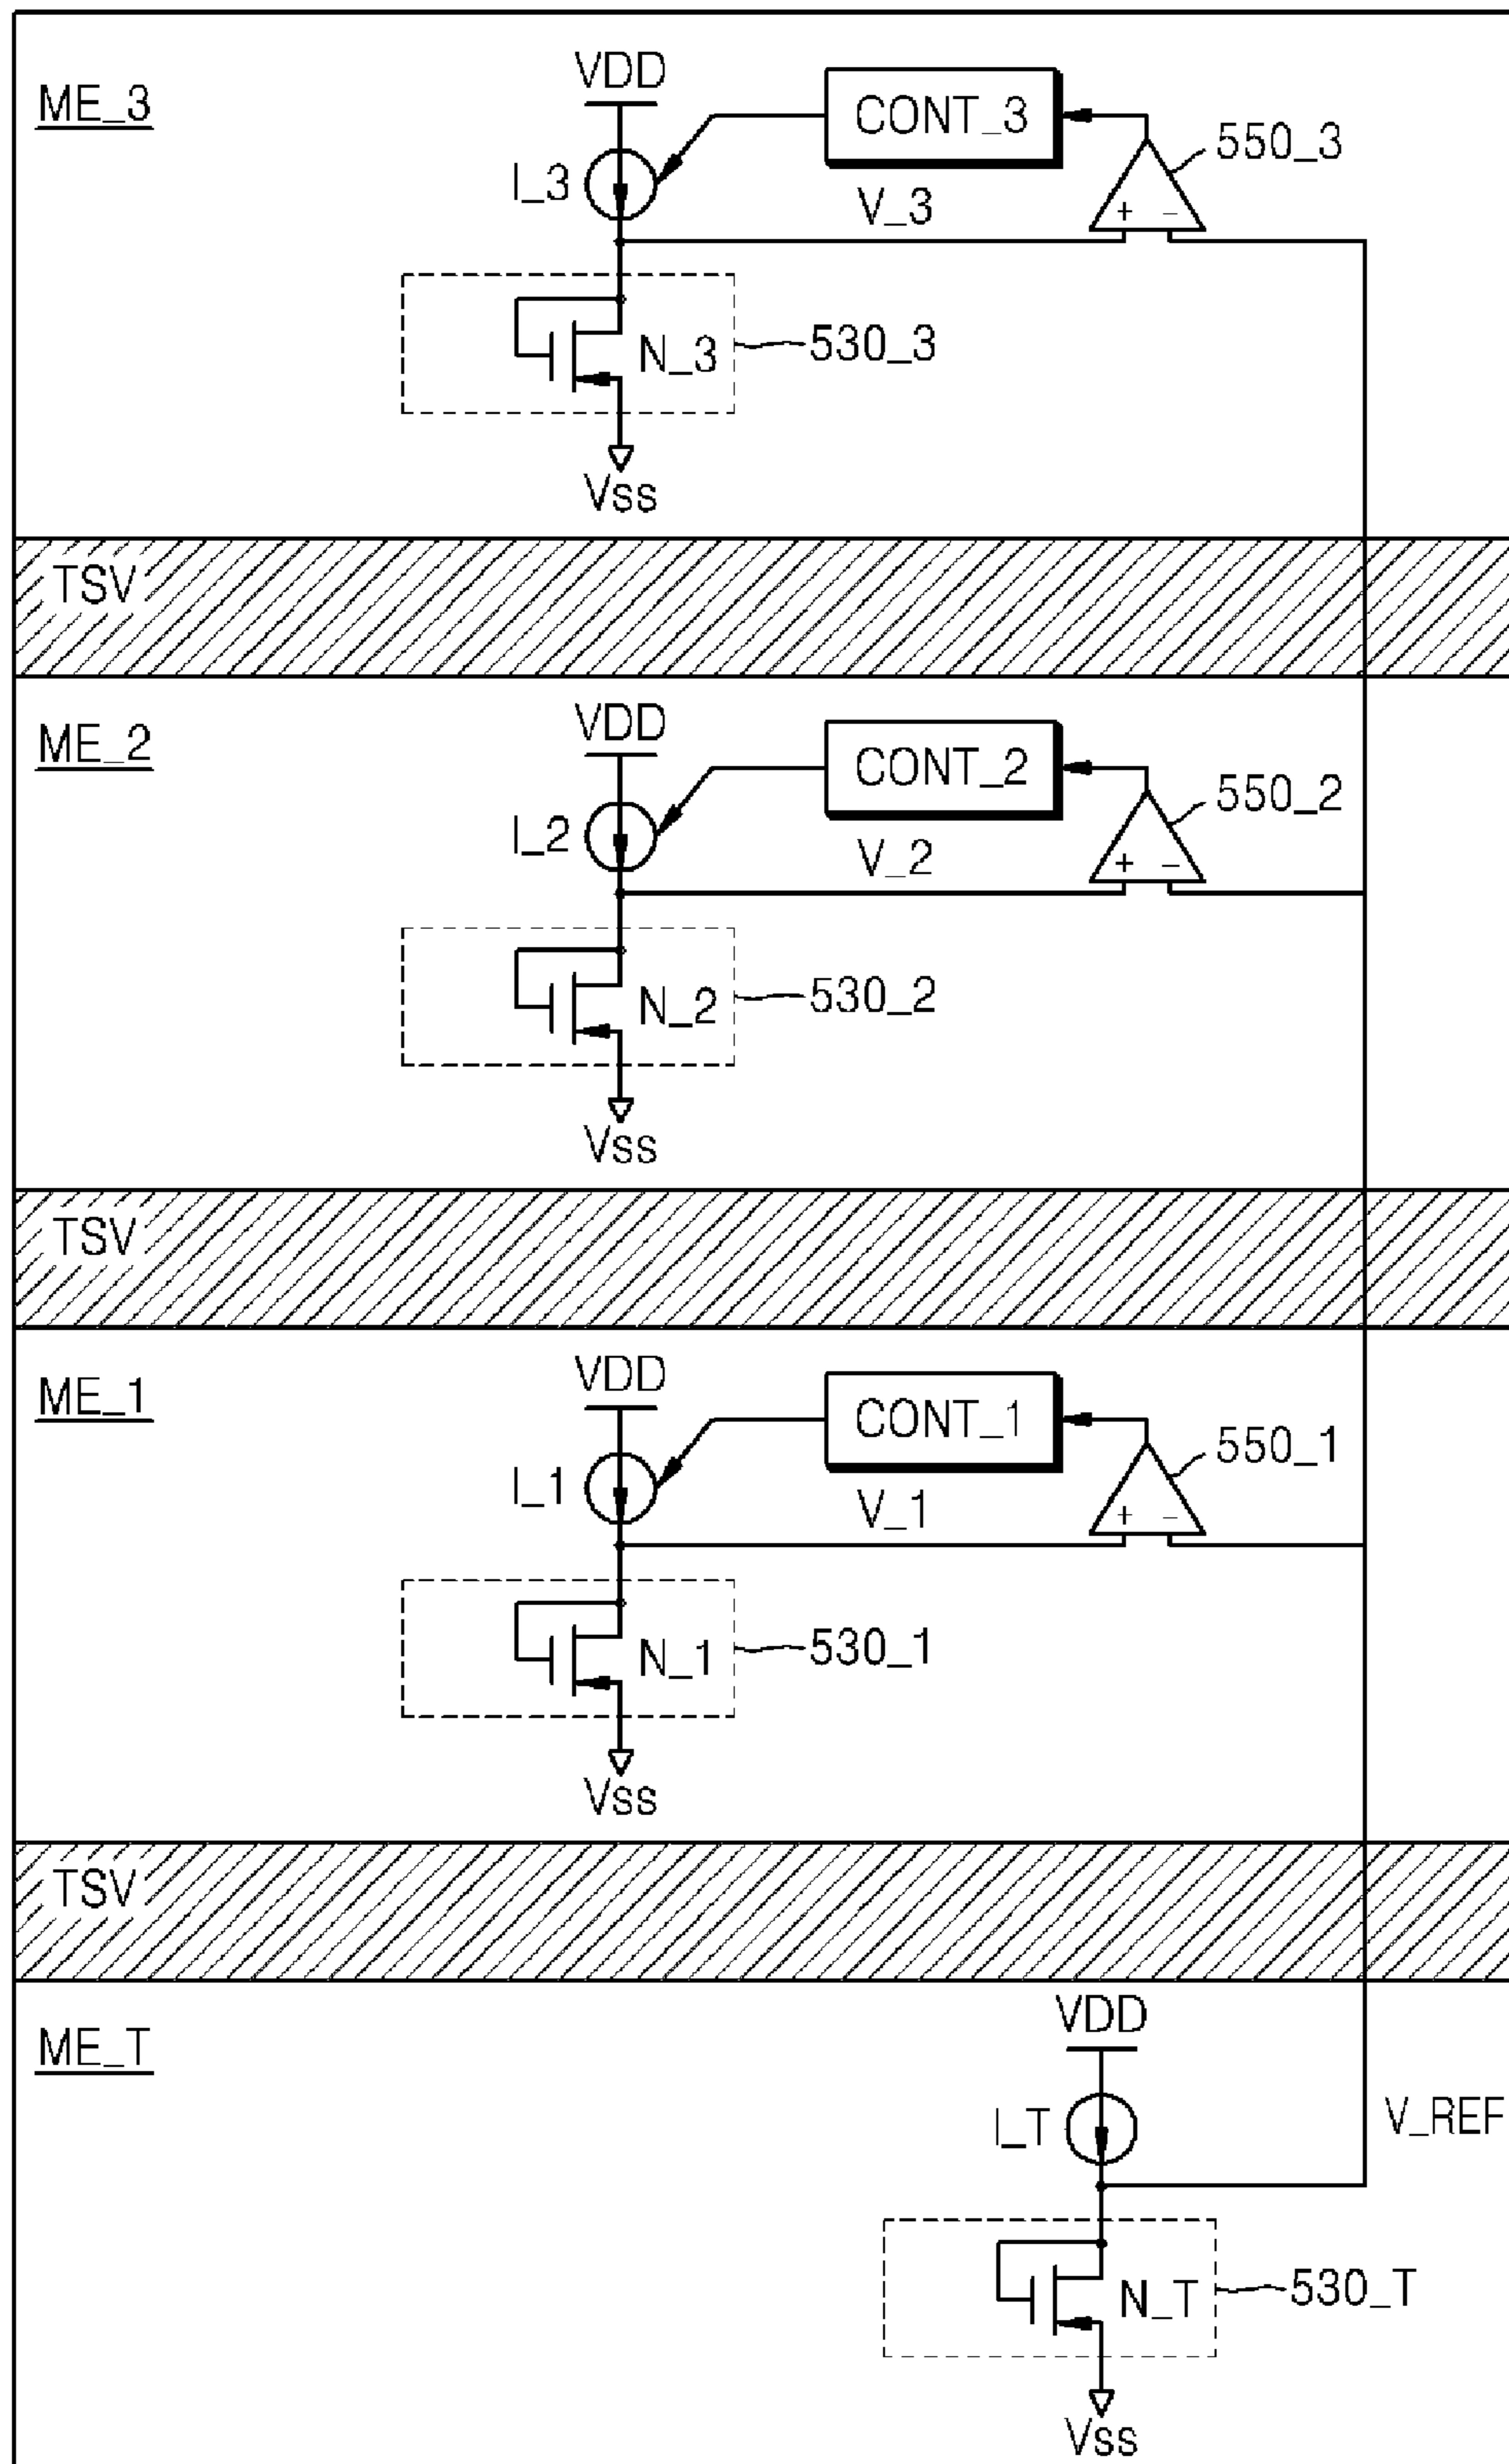 VDD
ME_3
CONT_3
550_3
I_3
V_3
+ −
N_3
530_3
Vss
TSV
VDD
ME_2
CONT_2
550_2
I_2
V_2
+ −
N_2
530_2
Vss
TSV
VDD
ME_1
CONT_1
550_1
I_1
V_1
+ −
N_1
530_1
Vss
TSV
VDD
ME_T
I_T
V_REF
N_T
530_T
Vss